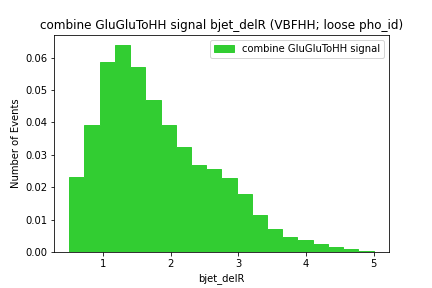 combine GluGluToHH signal bjet_delR (VBFHH; loose pho_id)
combine GluGluToHH signal
Number of Events
0.06
0.05
0.04
0.03
0.02
0.01
0.00
1 2 3 4 5
bjet_delR